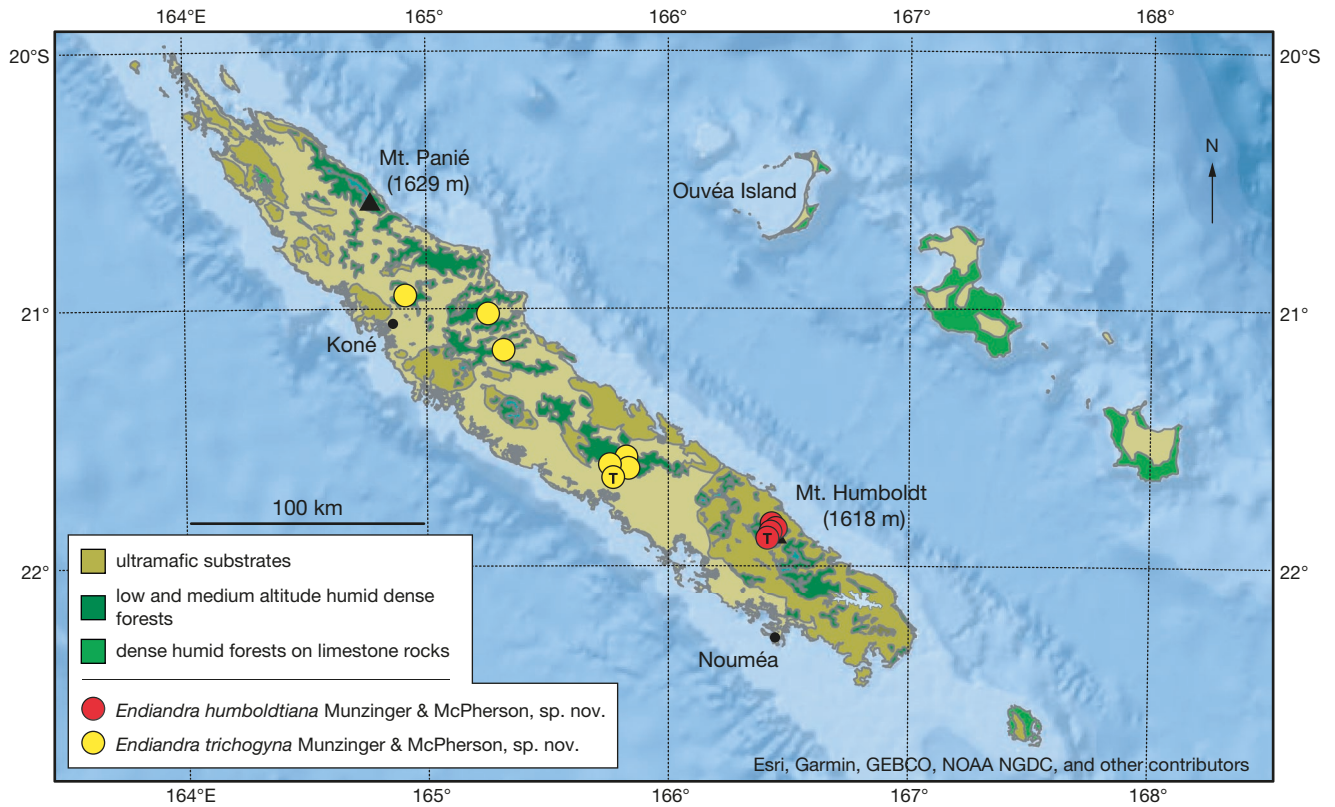 164°E 165° 166° 167° 168°
20°S 20°S
N
Mt. Panié
(1629 m)
Ouvéa Island
21° 21°
Koné
Mt. Humboldt
(1618 m)
T
T
100 km
22° 22°
ultramafic substrates
low and medium altitude humid dense
forests
dense humid forests on limestone rocks
Nouméa
Endiandra humboldtiana Munzinger & McPherson, sp. nov.
Endiandra trichogyna Munzinger & McPherson, sp. nov.
Esri, Garmin, GEBCO, NOAA NGDC, and other contributors
164°E 165° 166° 167° 168°